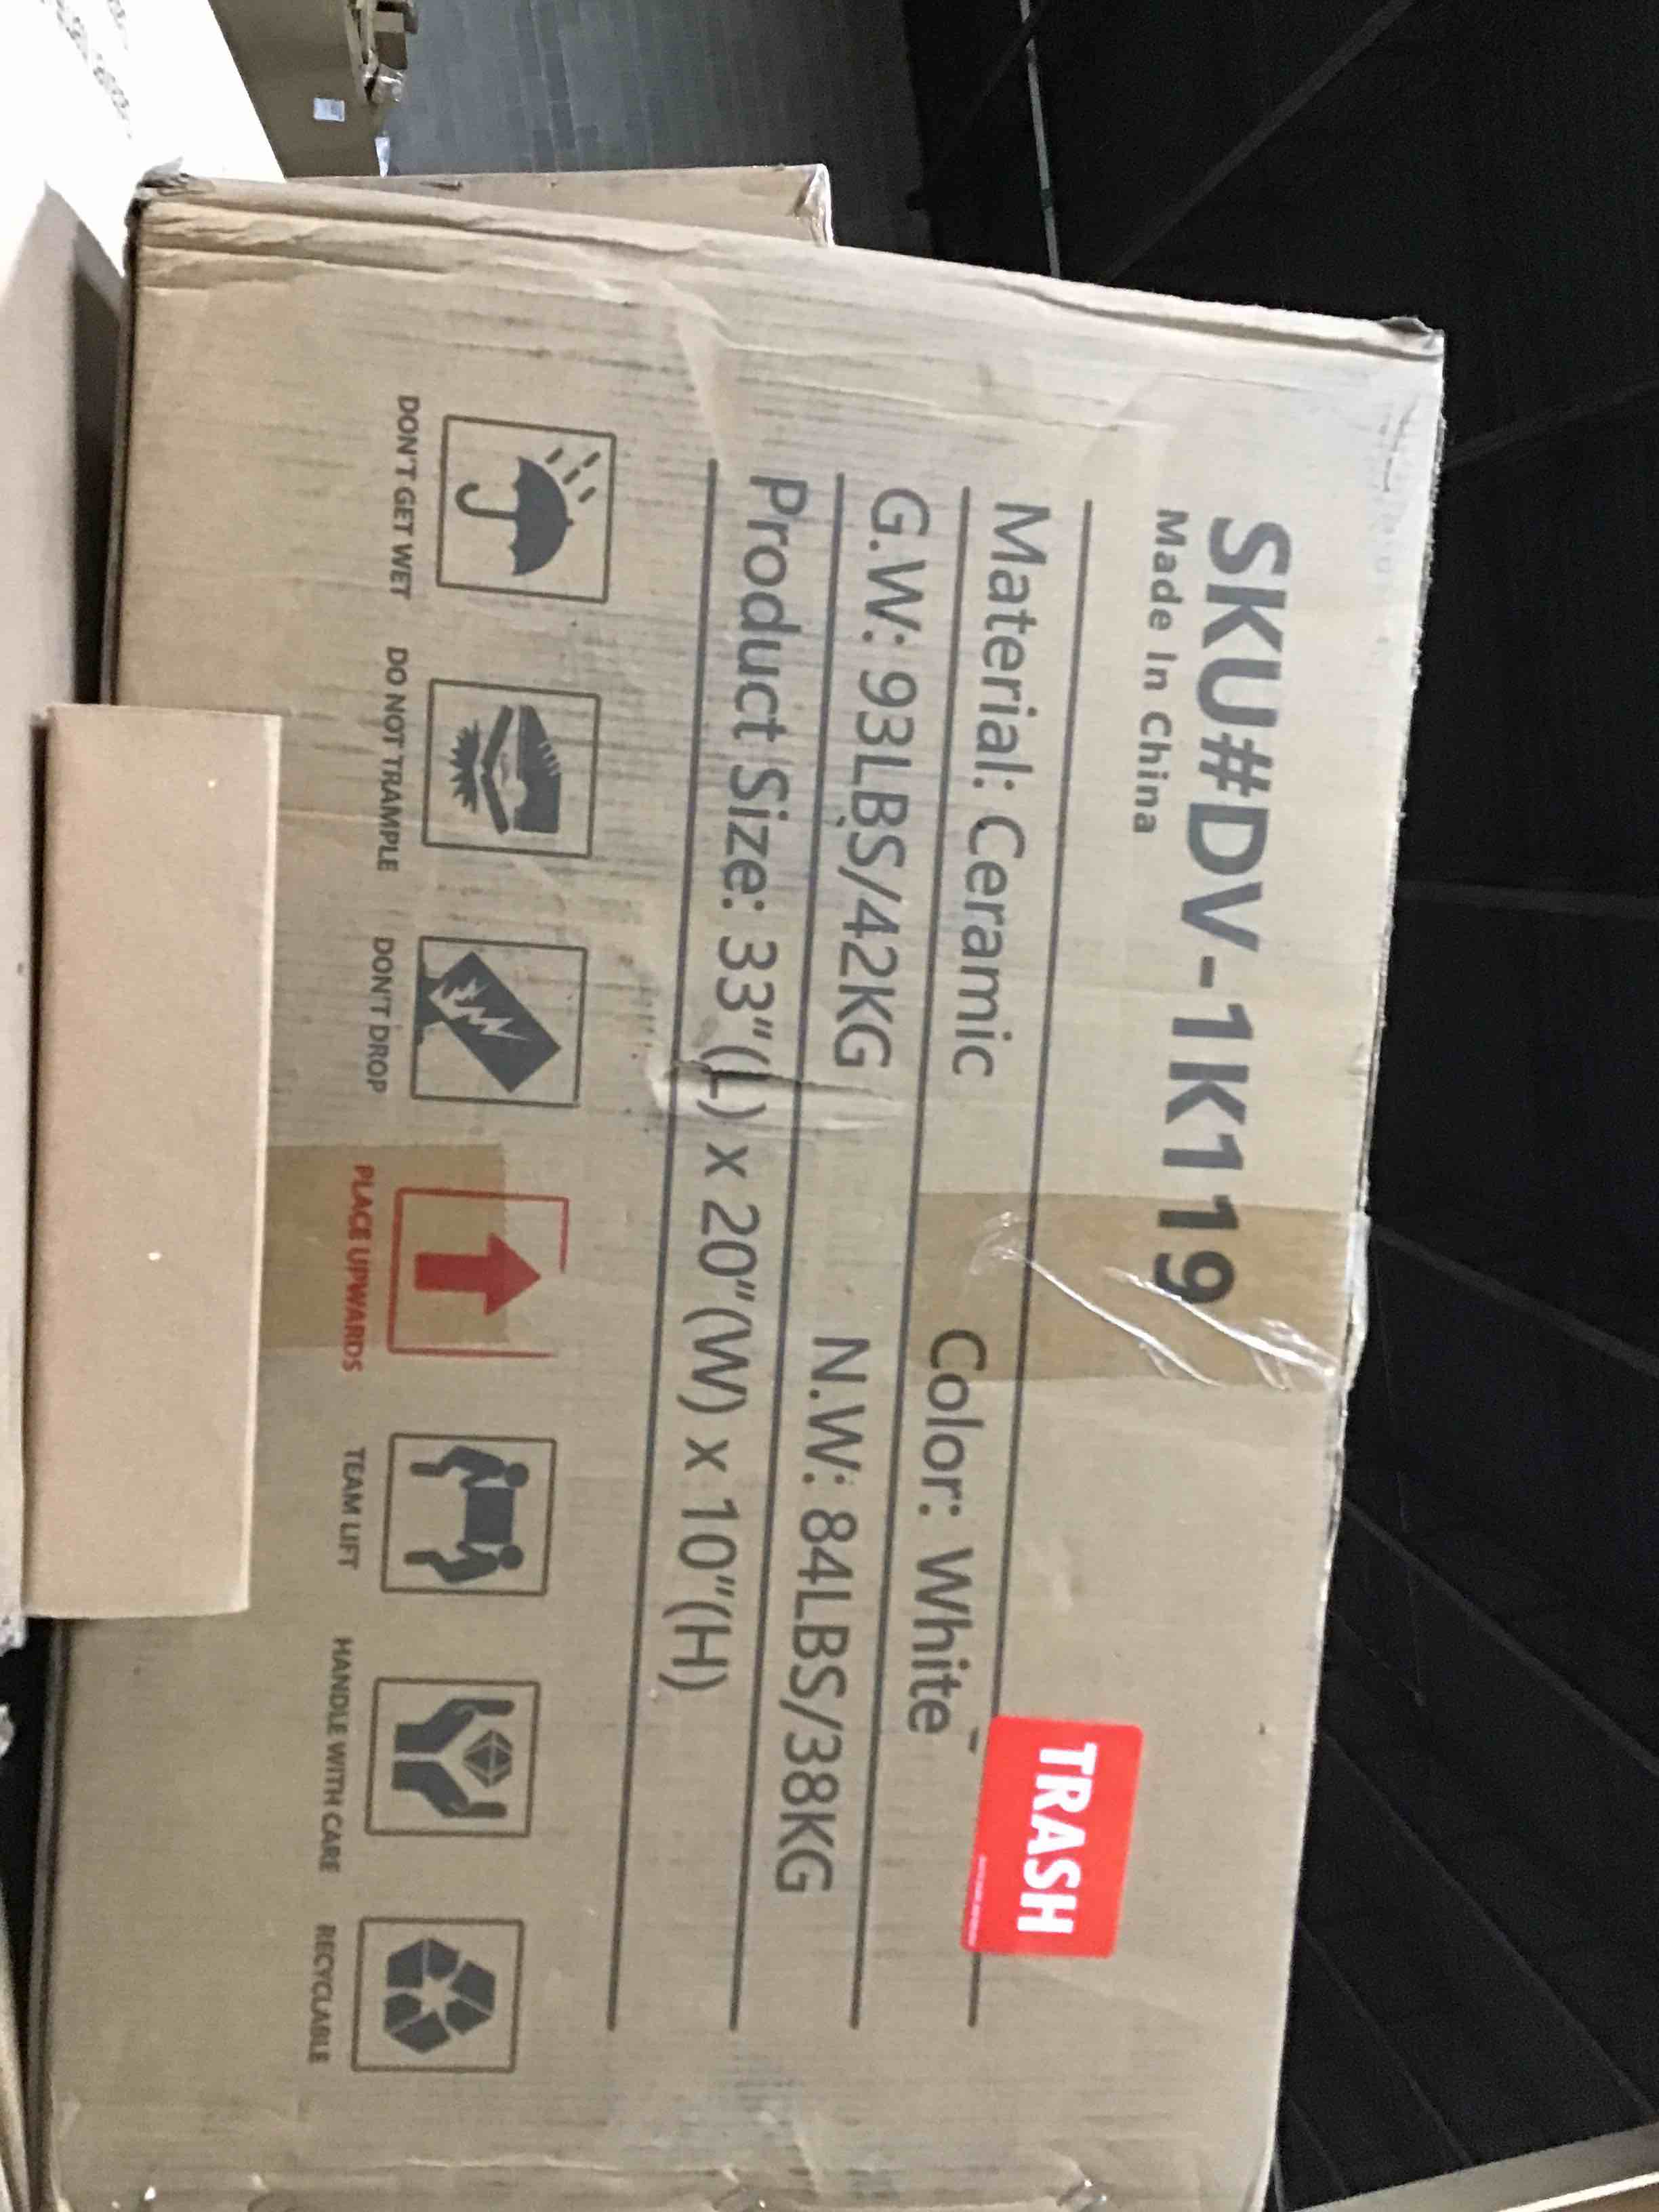 SKU#DV-1K119
Made In China
TRASH
Material: Ceramic Color: White
G.W: 93LBS/42KG N.W: 84LBS/38KG
Product Size: 33"(L) x 20"(W) x 10"(H)
DON'T GET WET DO NOT TRAMPLE DON'T DROP PLACE UPWARDS TEAM LIFT HANDLE WITH CARE RECYCLABLE